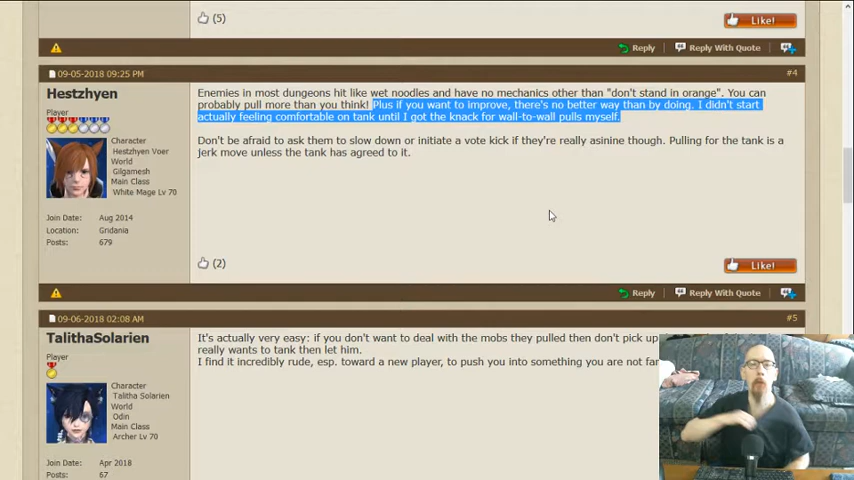 (5)
Like!
Reply
Reply With Quote
09-05-2018 09:25 PM
#4
Hestzhyen
Player
Character
Hestzhyen Voer
World
Gilgamesh
Main Class
White Mage Lv 70
Join Date: Aug 2014
Location: Gridania
Posts: 679
Enemies in most dungeons hit like wet noodles and have no mechanics other than "don't stand in orange". You can
probably pull more than you think! Plus if you want to improve, there's no better way than by doing. I didn't start
actually feeling comfortable on tank until I got the knack for wall-to-wall pulls myself.
Don't be afraid to ask them to slow down or initiate a vote kick if they're really asinine though. Pulling for the tank is a
jerk move unless the tank has agreed to it.
(2)
Like!
Reply
Reply With Quote
09-06-2018 02:08 AM
#5
TalithaSolarien
Player
Character
Talitha Solarien
World
Odin
Main Class
Archer Lv 70
Join Date: Apr 2018
Posts: 67
It's actually very easy: if you don't want to deal with the mobs they pulled then don't pick up
really wants to tank then let him.
I find it incredibly rude, esp. toward a new player, to push you into something you are not